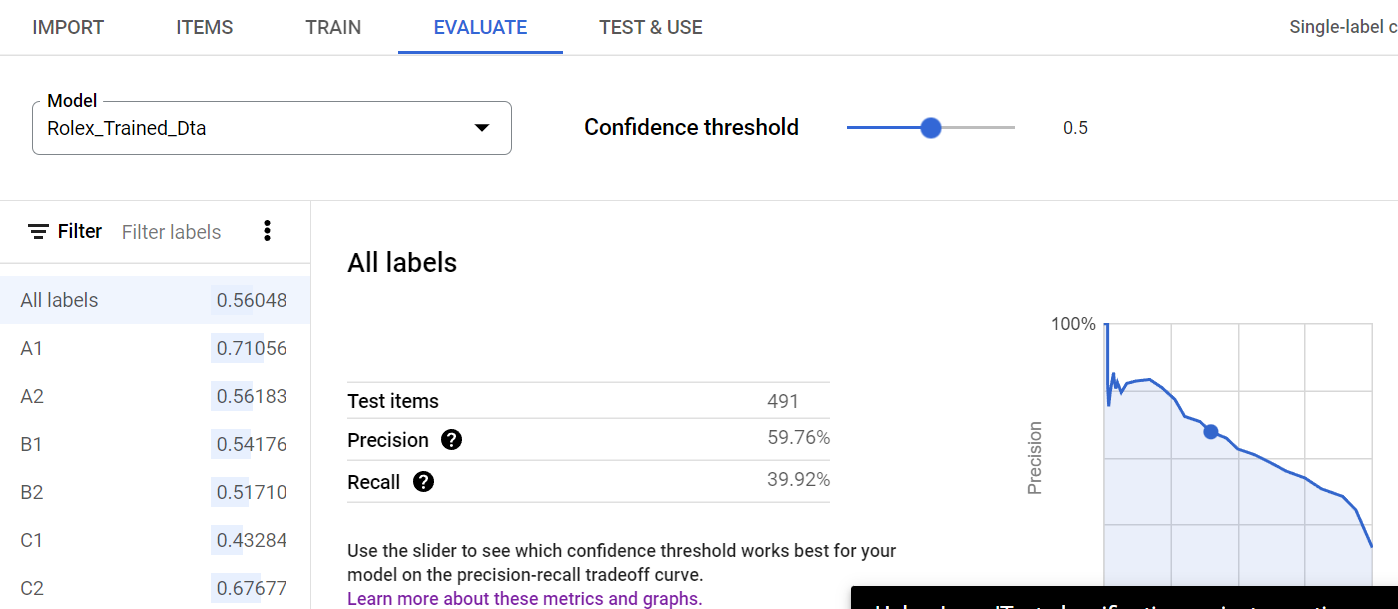 IMPORT ITEMS TRAIN EVALUATE TEST & USE Single-label c
Model
Rolex_Trained_Dta
Confidence threshold 0.5
Filter Filter labels
All labels 0.56048
A1 0.71056
A2 0.56183
B1 0.54176
B2 0.51710
C1 0.43284
C2 0.67677
All labels
Test items 491
Precision ? 59.76%
Recall ? 39.92%
Use the slider to see which confidence threshold works best for your
model on the precision-recall tradeoff curve.
Learn more about these metrics and graphs.
100%
Precision